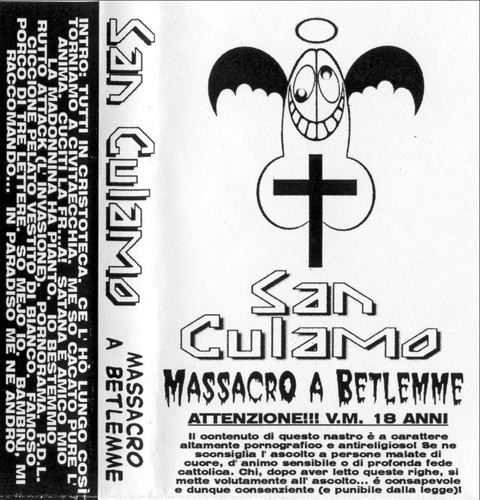 INTRO! TUTTI IN CRISTOTECA, CE L' HÒ LUNGO COSÌ
TORNIAMO A CIVITAECCHIA, ME SO CACATO PURE L'
ANIMA, CUCITI LA FR...A! SATANA È AMICO MIO
LA MADONNINA HA PIANTO, IO BESTEMMIO
RUTTO (L' INVASIONE),
CICCIONE PELATO VESTITO DI BIANCO, FAMOSO
PORCO DI TRE LETTERE, SO MEJO IO, BAMBINI, MI
RACCOMANDO... IN PARADISO ME NE ANDRÒ
San Culamo
MASSACRO
A BETLEMME
San
Culamo
MASSACRO A BETLEMME
ATTENZIONE!!! V.M. 18 ANNI
Il contenuto di questo nastro è a carattere
altamente pornografico e antireligioso! Se ne
sconsiglia l' ascolto a persone malate di
cuore, d' animo sensibile o di profonda fede
cattolica. Chi, dopo aver letto queste righe, si
mette volutamente all' ascolto... é consapevole
e dunque consenziente (e punibile dalla legge)!